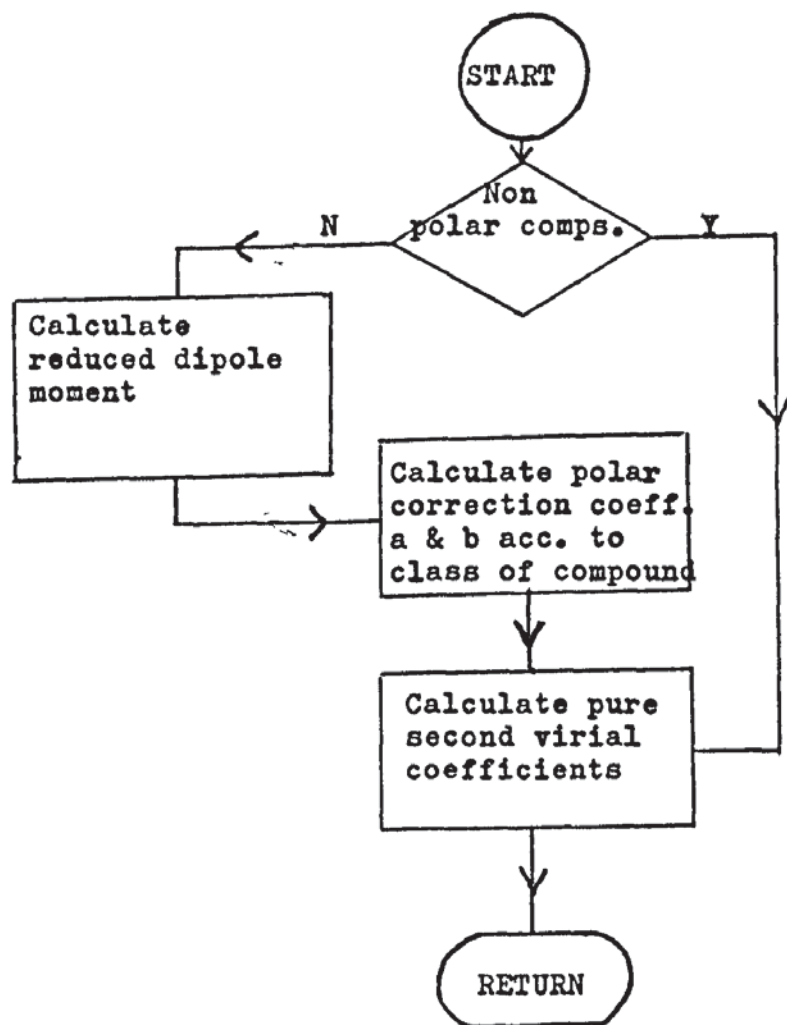 START
Non
polar comps.
N
Y
Calculate
reduced dipole
moment
Calculate polar
correction coeff.
a & b acc. to
class of compound
Calculate pure
second virial
coefficients
RETURN